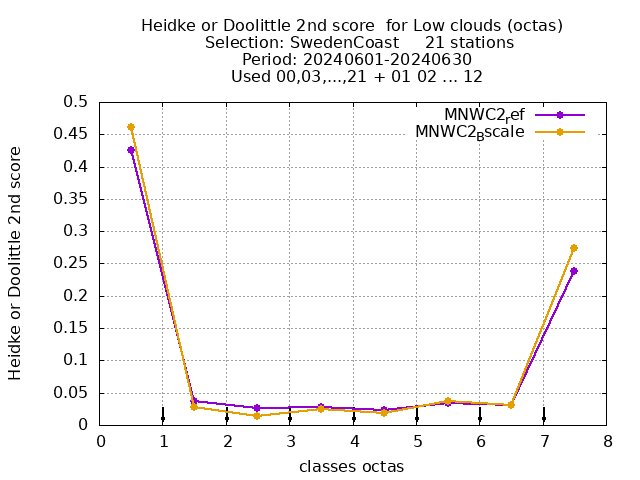 Heidke or Doolittle 2nd score  for Low clouds (octas)
Selection: SwedenCoast     21 stations
Period: 20240601-20240630
Used 00,03,...,21 + 01 02 ... 12
MNWC2ref
MNWC2Bscale
Heidke or Doolittle 2nd score
0.5
0.45
0.4
0.35
0.3
0.25
0.2
0.15
0.1
0.05
0
0 1 2 3 4 5 6 7 8
classes octas